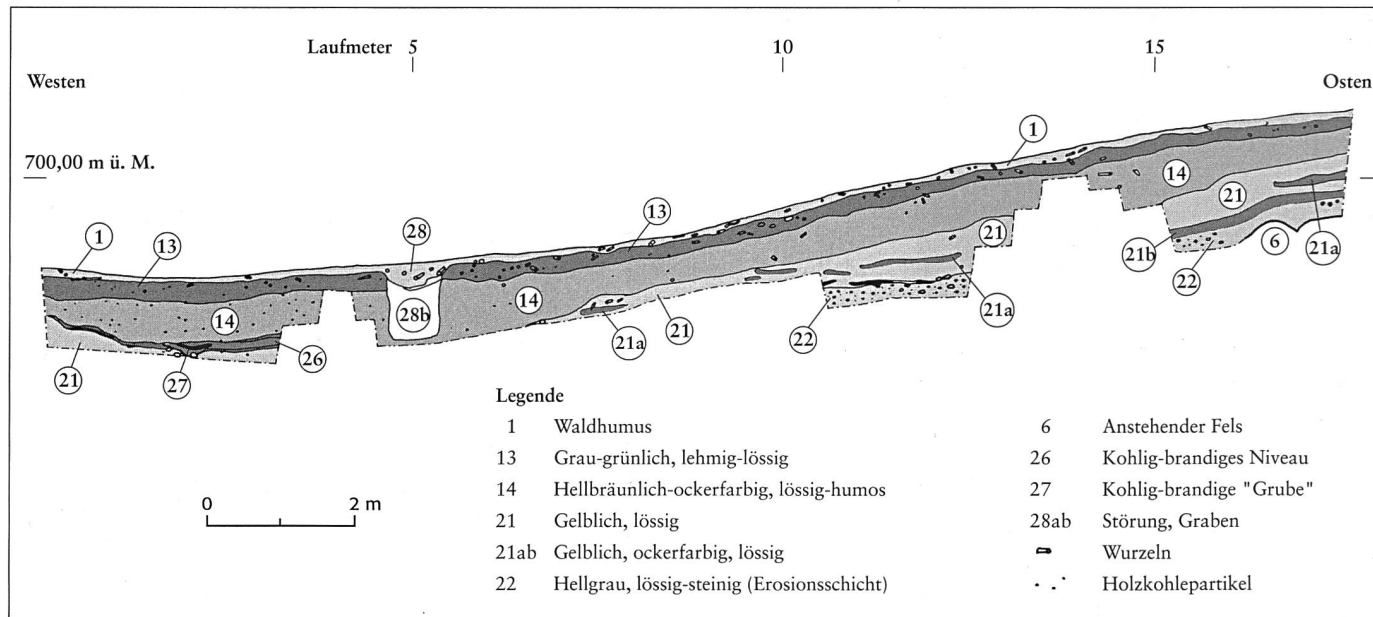 Laufmeter 5 10 15
Westen Osten
1
700,00 m ü. M.
14
13 21
1 13 28 21 21b 22 6 21a
14 28b 14 21a 21 22 21a
21 27 26
Legende
1 Waldhumus
13 Grau-grünlich, lehmig-lössig
14 Hellbräunlich-ockerfarbig, lössig-humos
21 Gelblich, lössig
21ab Gelblich, ockerfarbig, lössig
22 Hellgrau, lössig-steinig (Erosionsschicht)
6 Anstehender Fels
26 Kohlig-brandiges Niveau
27 Kohlig-brandige "Grube"
28ab Störung, Graben
Wurzeln
Holzkohlepartikel
0 2 m